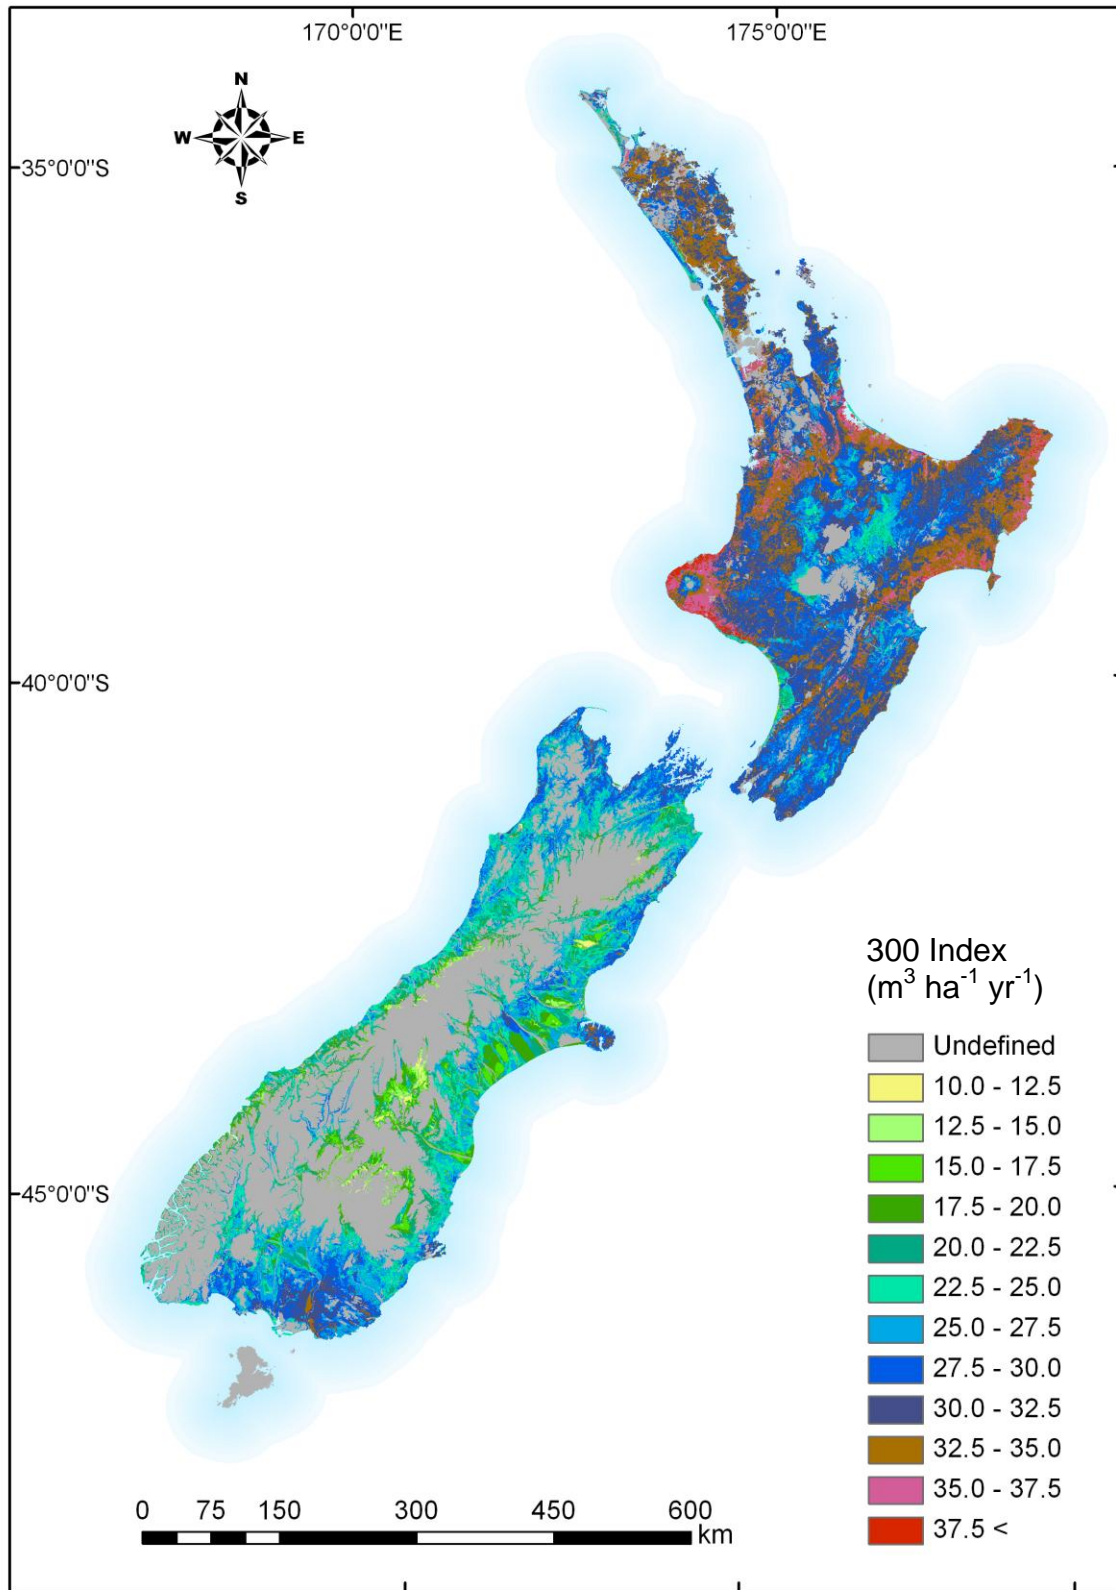 170°0'0"E 175°0'0"E
N
W E
S
35°0'0"S
40°0'0"S
45°0'0"S
300 Index
(m³ ha⁻¹ yr⁻¹)
Undefined
10.0 - 12.5
12.5 - 15.0
15.0 - 17.5
17.5 - 20.0
20.0 - 22.5
22.5 - 25.0
25.0 - 27.5
27.5 - 30.0
30.0 - 32.5
32.5 - 35.0
35.0 - 37.5
37.5 <
0 75 150 300 450 600
km